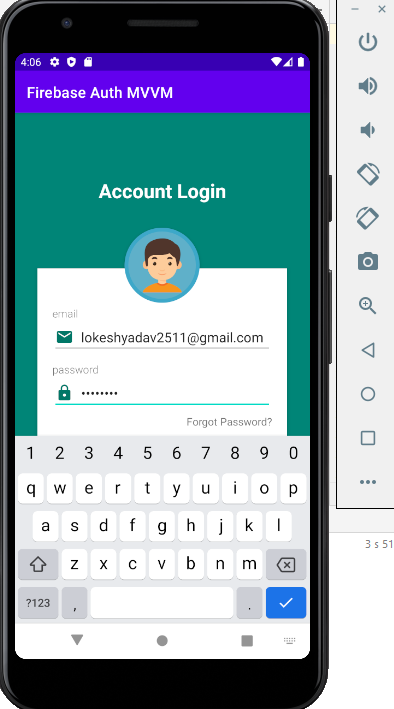 4:06
Firebase Auth MVVM
Account Login
email
lokeshyadav2511@gmail.com
password
••••••••
Forgot Password?
1 2 3 4 5 6 7 8 9 0
q w e r t y u i o p
a s d f g h j k l
z x c v b n m
?123 , .
3 s 51